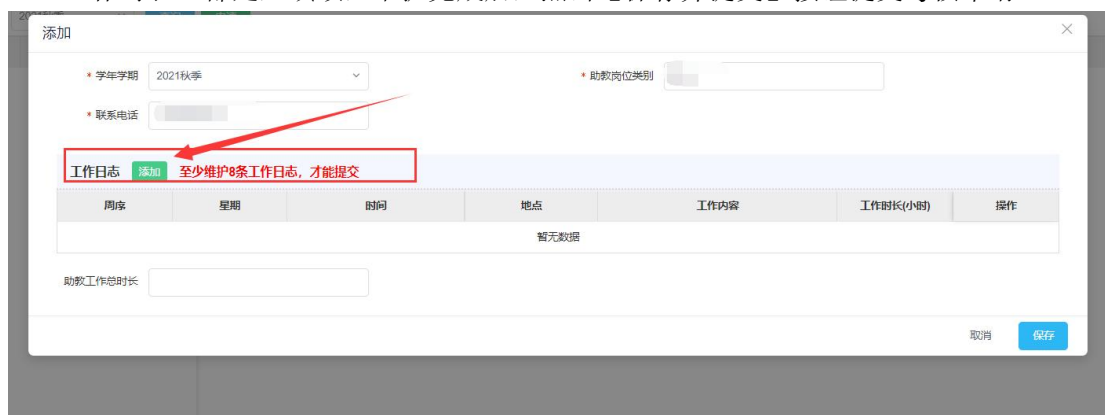 添加
* 学年学期 2021秋季 * 助教岗位类别
* 联系电话
工作日志 添加 至少维护8条工作日志，才能提交
周序 星期 时间 地点 工作内容 工作时长(小时) 操作
暂无数据
助教工作总时长
取消 保存